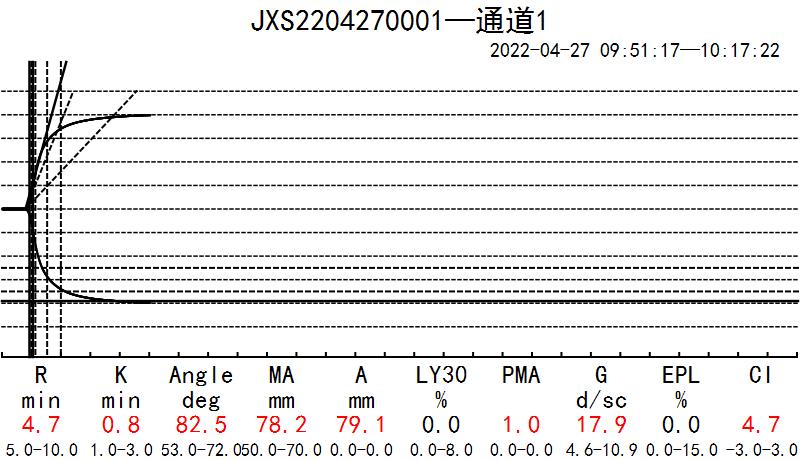 JXS2204270001—通道1
2022-04-27 09:51:17—10:17:22
R K Angle MA A LY30 PMA G EPL CI
min min deg mm mm % d/sc %
4.7 0.8 82.5 78.2 79.1 0.0 1.0 17.9 0.0 4.7
5.0-10.0 1.0-3.0 53.0-72.0 50.0-70.0 0.0-0.0 0.0-8.0 0.0-0.0 4.6-10.9 0.0-15.0 -3.0-3.0